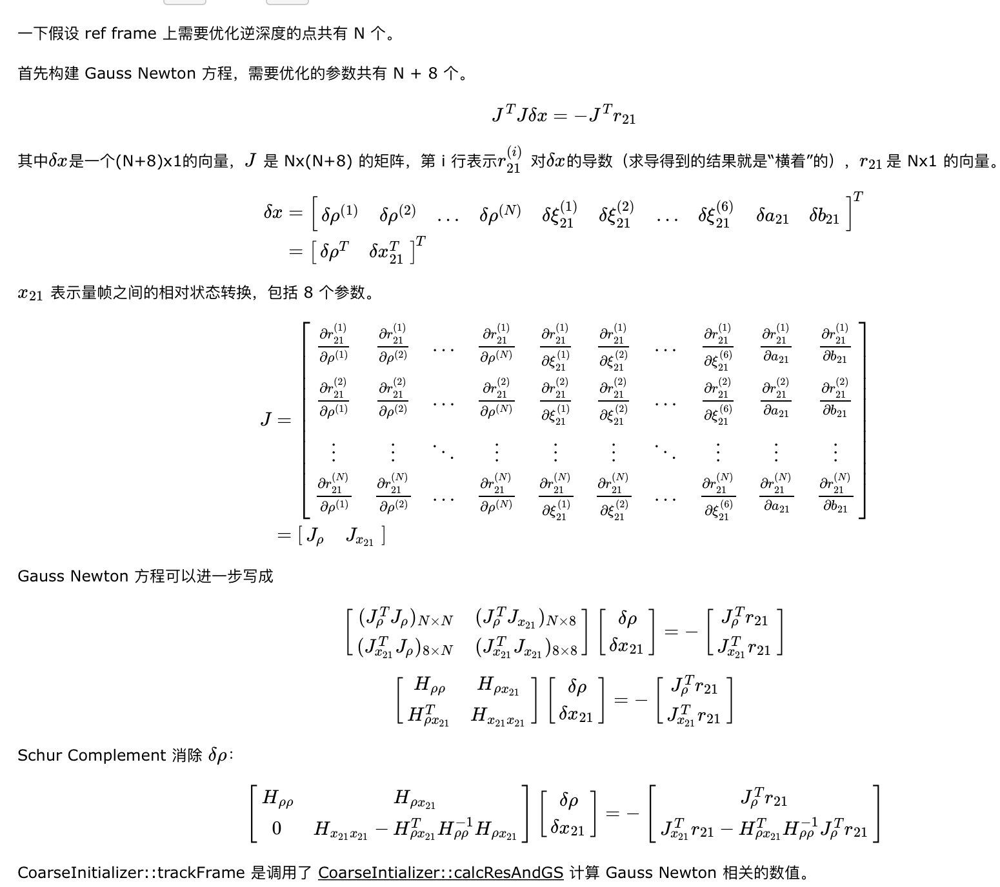 一下假设 ref frame 上需要优化逆深度的点共有 N 个。
首先构建 Gauss Newton 方程，需要优化的参数共有 N + 8 个。
$J^T J \delta x = -J^T r_{21}$
其中$\delta x$是一个(N+8)x1的向量，$J$ 是 Nx(N+8) 的矩阵，第 i 行表示$r_{21}^{(i)}$ 对$\delta x$的导数（求导得到的结果就是“横着”的），$r_{21}$ 是 Nx1 的向量。
$\delta x = \begin{bmatrix} \delta\rho^{(1)} & \delta\rho^{(2)} & \dots & \delta\rho^{(N)} & \delta\xi_{21}^{(1)} & \delta\xi_{21}^{(2)} & \dots & \delta\xi_{21}^{(6)} & \delta a_{21} & \delta b_{21} \end{bmatrix}^T$
$= \begin{bmatrix} \delta\rho^T & \delta x_{21}^T \end{bmatrix}^T$
$x_{21}$ 表示量帧之间的相对状态转换，包括 8 个参数。
$J = \begin{bmatrix} \frac{\partial r_{21}^{(1)}}{\partial \rho^{(1)}} & \frac{\partial r_{21}^{(1)}}{\partial \rho^{(2)}} & \dots & \frac{\partial r_{21}^{(1)}}{\partial \rho^{(N)}} & \frac{\partial r_{21}^{(1)}}{\partial \xi_{21}^{(1)}} & \frac{\partial r_{21}^{(1)}}{\partial \xi_{21}^{(2)}} & \dots & \frac{\partial r_{21}^{(1)}}{\partial \xi_{21}^{(6)}} & \frac{\partial r_{21}^{(1)}}{\partial a_{21}} & \frac{\partial r_{21}^{(1)}}{\partial b_{21}} \\ \frac{\partial r_{21}^{(2)}}{\partial \rho^{(1)}} & \frac{\partial r_{21}^{(2)}}{\partial \rho^{(2)}} & \dots & \frac{\partial r_{21}^{(2)}}{\partial \rho^{(N)}} & \frac{\partial r_{21}^{(2)}}{\partial \xi_{21}^{(1)}} & \frac{\partial r_{21}^{(2)}}{\partial \xi_{21}^{(2)}} & \dots & \frac{\partial r_{21}^{(2)}}{\partial \xi_{21}^{(6)}} & \frac{\partial r_{21}^{(2)}}{\partial a_{21}} & \frac{\partial r_{21}^{(2)}}{\partial b_{21}} \\ \vdots & \vdots & \ddots & \vdots & \vdots & \vdots & \ddots & \vdots & \vdots & \vdots \\ \frac{\partial r_{21}^{(N)}}{\partial \rho^{(1)}} & \frac{\partial r_{21}^{(N)}}{\partial \rho^{(2)}} & \dots & \frac{\partial r_{21}^{(N)}}{\partial \rho^{(N)}} & \frac{\partial r_{21}^{(N)}}{\partial \xi_{21}^{(1)}} & \frac{\partial r_{21}^{(N)}}{\partial \xi_{21}^{(2)}} & \dots & \frac{\partial r_{21}^{(N)}}{\partial \xi_{21}^{(6)}} & \frac{\partial r_{21}^{(N)}}{\partial a_{21}} & \frac{\partial r_{21}^{(N)}}{\partial b_{21}} \end{bmatrix}$
$= \begin{bmatrix} J_\rho & J_{x_{21}} \end{bmatrix}$
Gauss Newton 方程可以进一步写成
$\begin{bmatrix} (J_\rho^T J_\rho)_{N\times N} & (J_\rho^T J_{x_{21}})_{N\times 8} \\ (J_{x_{21}}^T J_\rho)_{8\times N} & (J_{x_{21}}^T J_{x_{21}})_{8\times 8} \end{bmatrix} \begin{bmatrix} \delta\rho \\ \delta x_{21} \end{bmatrix} = - \begin{bmatrix} J_\rho^T r_{21} \\ J_{x_{21}}^T r_{21} \end{bmatrix}$
$\begin{bmatrix} H_{\rho\rho} & H_{\rho x_{21}} \\ H_{\rho x_{21}}^T & H_{x_{21}x_{21}} \end{bmatrix} \begin{bmatrix} \delta\rho \\ \delta x_{21} \end{bmatrix} = - \begin{bmatrix} J_\rho^T r_{21} \\ J_{x_{21}}^T r_{21} \end{bmatrix}$
Schur Complement 消除 $\delta\rho$：
$\begin{bmatrix} H_{\rho\rho} & H_{\rho x_{21}} \\ 0 & H_{x_{21}x_{21}} - H_{\rho x_{21}}^T H_{\rho\rho}^{-1} H_{\rho x_{21}} \end{bmatrix} \begin{bmatrix} \delta\rho \\ \delta x_{21} \end{bmatrix} = - \begin{bmatrix} J_\rho^T r_{21} \\ J_{x_{21}}^T r_{21} - H_{\rho x_{21}}^T H_{\rho\rho}^{-1} J_\rho^T r_{21} \end{bmatrix}$
CoarseInitializer::trackFrame 是调用了 CoarseIntializer::calcResAndGS 计算 Gauss Newton 相关的数值。